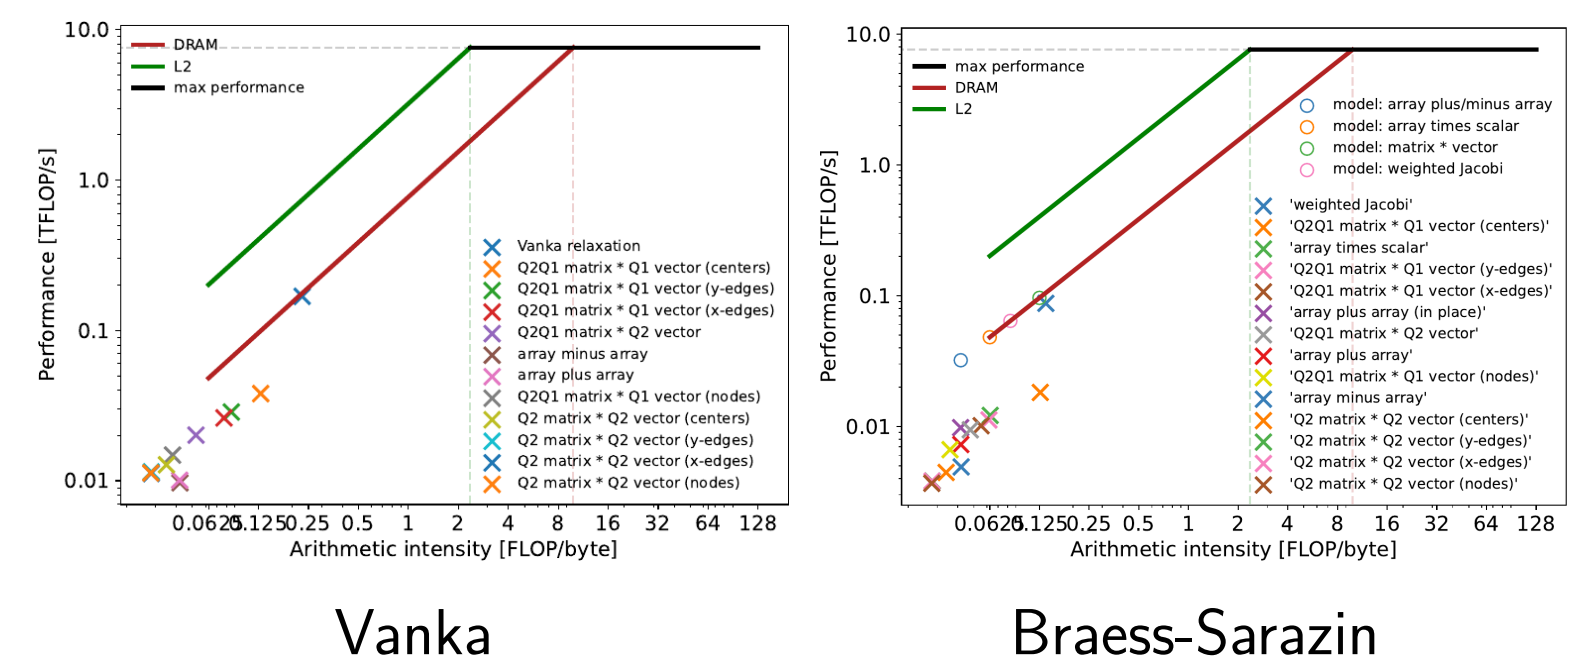 10.0
1.0
0.1
0.01
Performance [TFLOP/s]
DRAM
L2
max performance
Vanka relaxation
Q2Q1 matrix * Q1 vector (centers)
Q2Q1 matrix * Q1 vector (y-edges)
Q2Q1 matrix * Q1 vector (x-edges)
Q2Q1 matrix * Q2 vector
array minus array
array plus array
Q2Q1 matrix * Q1 vector (nodes)
Q2 matrix * Q2 vector (centers)
Q2 matrix * Q2 vector (y-edges)
Q2 matrix * Q2 vector (x-edges)
Q2 matrix * Q2 vector (nodes)
0.0625 0.125 0.25 0.5 1 2 4 8 16 32 64 128
Arithmetic intensity [FLOP/byte]
Vanka
10.0
1.0
0.1
0.01
Performance [TFLOP/s]
max performance
DRAM
L2
model: array plus/minus array
model: array times scalar
model: matrix * vector
model: weighted Jacobi
'weighted Jacobi'
'Q2Q1 matrix * Q1 vector (centers)'
'array times scalar'
'Q2Q1 matrix * Q1 vector (y-edges)'
'Q2Q1 matrix * Q1 vector (x-edges)'
'array plus array (in place)'
'Q2Q1 matrix * Q2 vector'
'array plus array'
'Q2Q1 matrix * Q1 vector (nodes)'
'array minus array'
'Q2 matrix * Q2 vector (centers)'
'Q2 matrix * Q2 vector (y-edges)'
'Q2 matrix * Q2 vector (x-edges)'
'Q2 matrix * Q2 vector (nodes)'
0.0625 0.125 0.25 0.5 1 2 4 8 16 32 64 128
Arithmetic intensity [FLOP/byte]
Braess-Sarazin